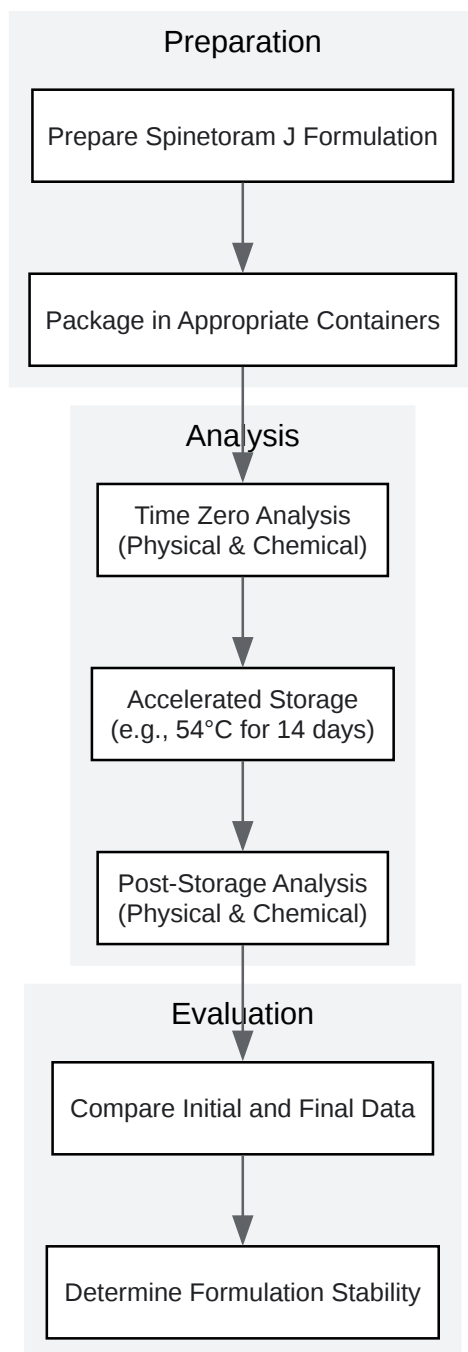 Preparation
Prepare Spinetoram J Formulation
Package in Appropriate Containers
Analysis
Time Zero Analysis
(Physical & Chemical)
Accelerated Storage
(e.g., 54°C for 14 days)
Post-Storage Analysis
(Physical & Chemical)
Evaluation
Compare Initial and Final Data
Determine Formulation Stability